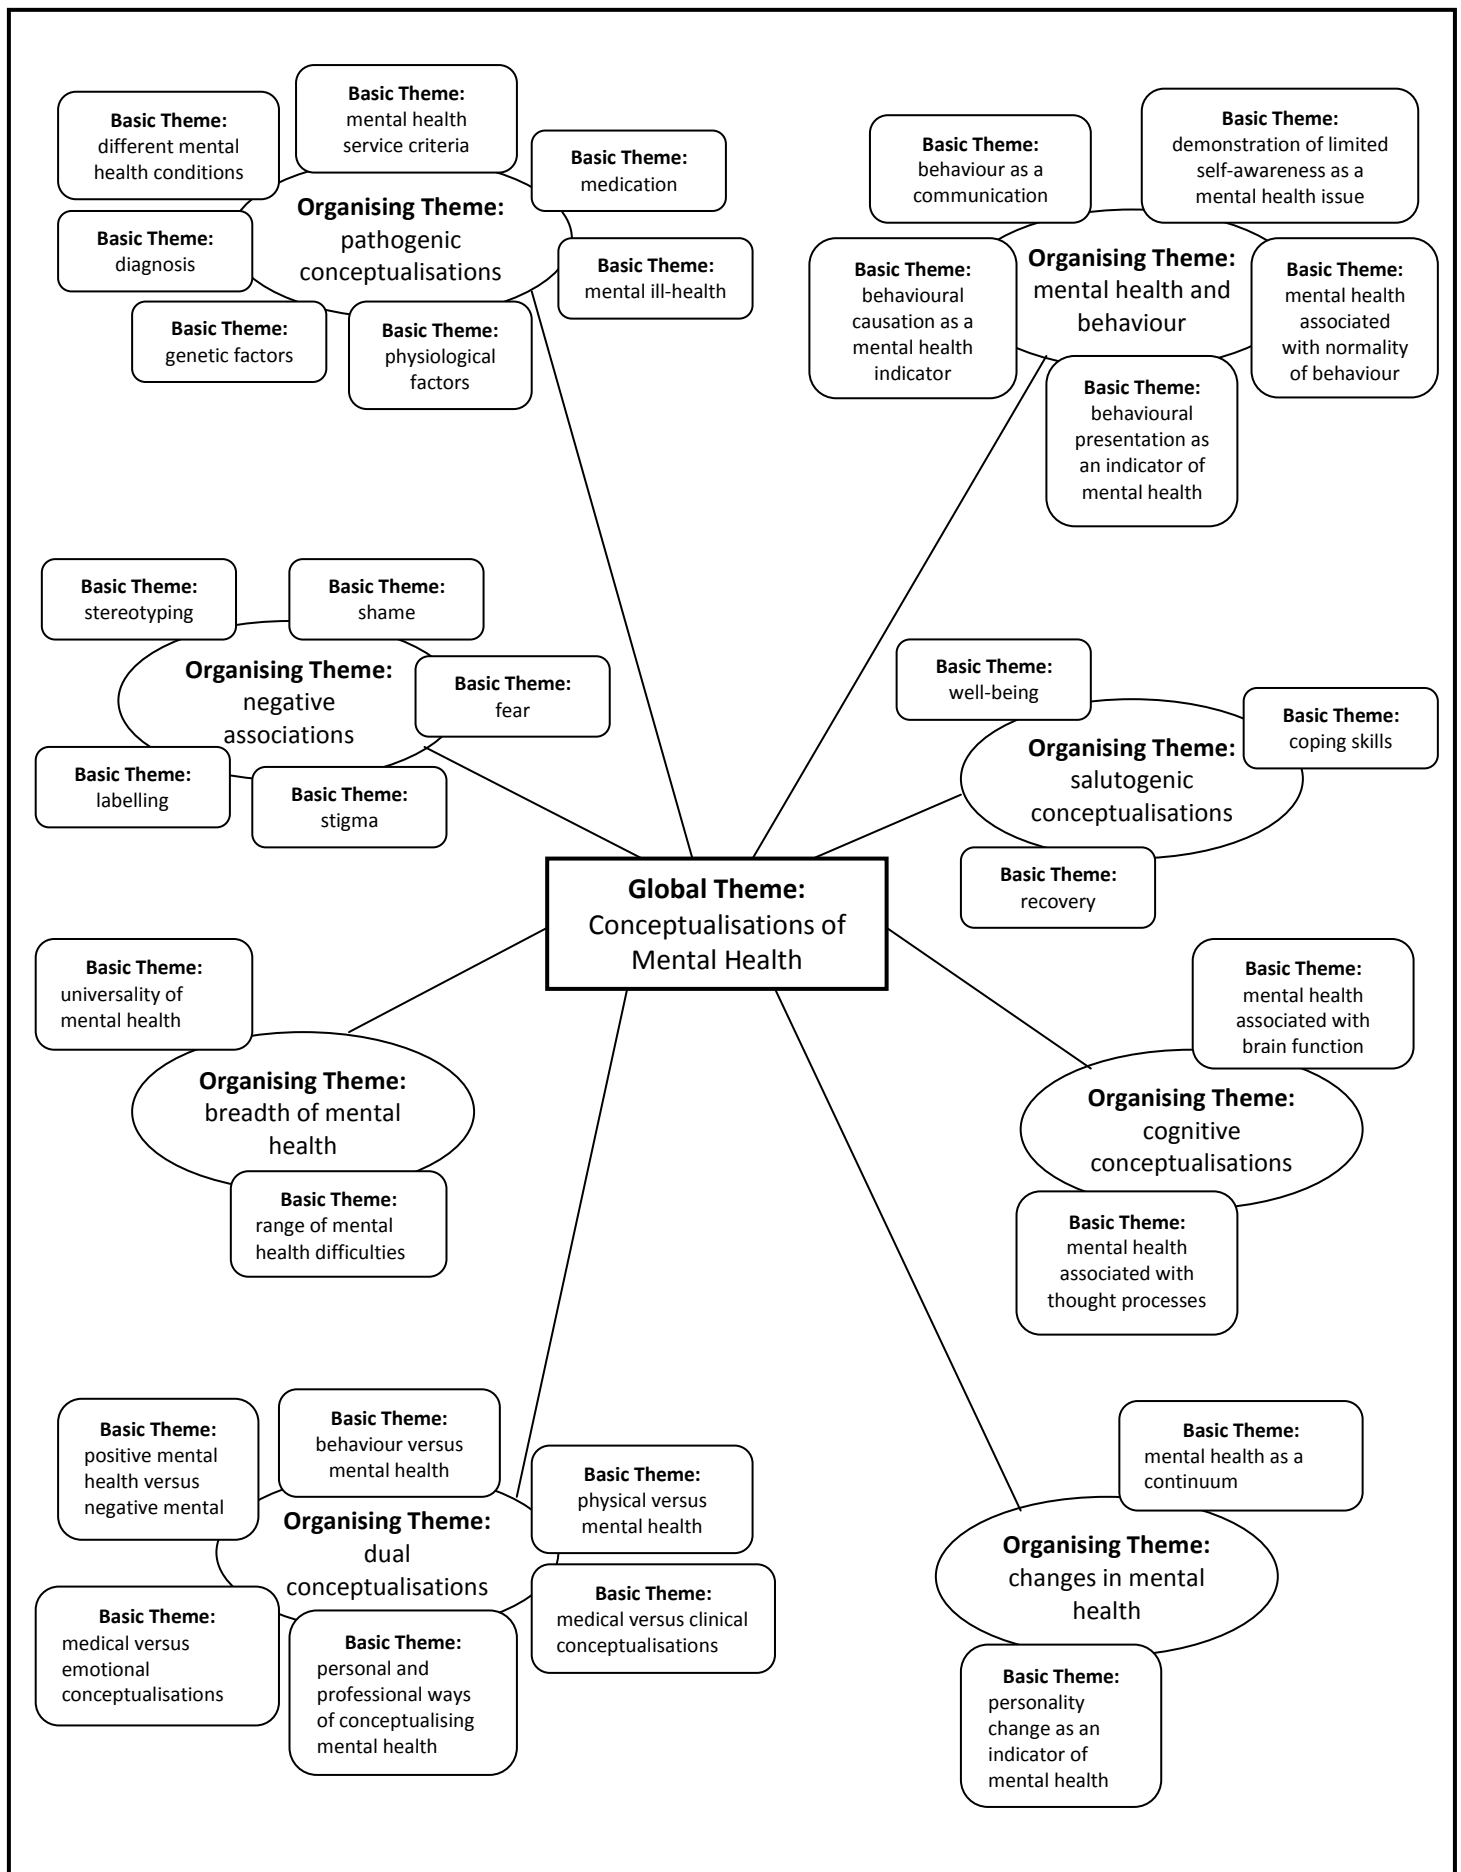 Basic Theme:
different mental
health conditions
Basic Theme:
mental health
service criteria
Basic Theme:
medication
Organising Theme:
pathogenic
conceptualisations
Basic Theme:
diagnosis
Basic Theme:
mental ill-health
Basic Theme:
genetic factors
Basic Theme:
physiological
factors
Basic Theme:
behaviour as a
communication
Basic Theme:
demonstration of limited
self-awareness as a
mental health issue
Organising Theme:
mental health and
behaviour
Basic Theme:
behavioural
causation as a
mental health
indicator
Basic Theme:
mental health
associated
with normality
of behaviour
Basic Theme:
behavioural
presentation as
an indicator of
mental health
Basic Theme:
stereotyping
Basic Theme:
shame
Organising Theme:
negative
associations
Basic Theme:
fear
Basic Theme:
labelling
Basic Theme:
stigma
Basic Theme:
well-being
Basic Theme:
coping skills
Organising Theme:
salutogenic
conceptualisations
Basic Theme:
recovery
Global Theme:
Conceptualisations of
Mental Health
Basic Theme:
universality of
mental health
Organising Theme:
breadth of mental
health
Basic Theme:
range of mental
health difficulties
Basic Theme:
mental health
associated with
brain function
Organising Theme:
cognitive
conceptualisations
Basic Theme:
mental health
associated with
thought processes
Basic Theme:
positive mental
health versus
negative mental
Basic Theme:
behaviour versus
mental health
Basic Theme:
physical versus
mental health
Organising Theme:
dual
conceptualisations
Basic Theme:
medical versus
emotional
conceptualisations
Basic Theme:
personal and
professional ways
of conceptualising
mental health
Basic Theme:
medical versus clinical
conceptualisations
Basic Theme:
mental health as a
continuum
Organising Theme:
changes in mental
health
Basic Theme:
personality
change as an
indicator of
mental health